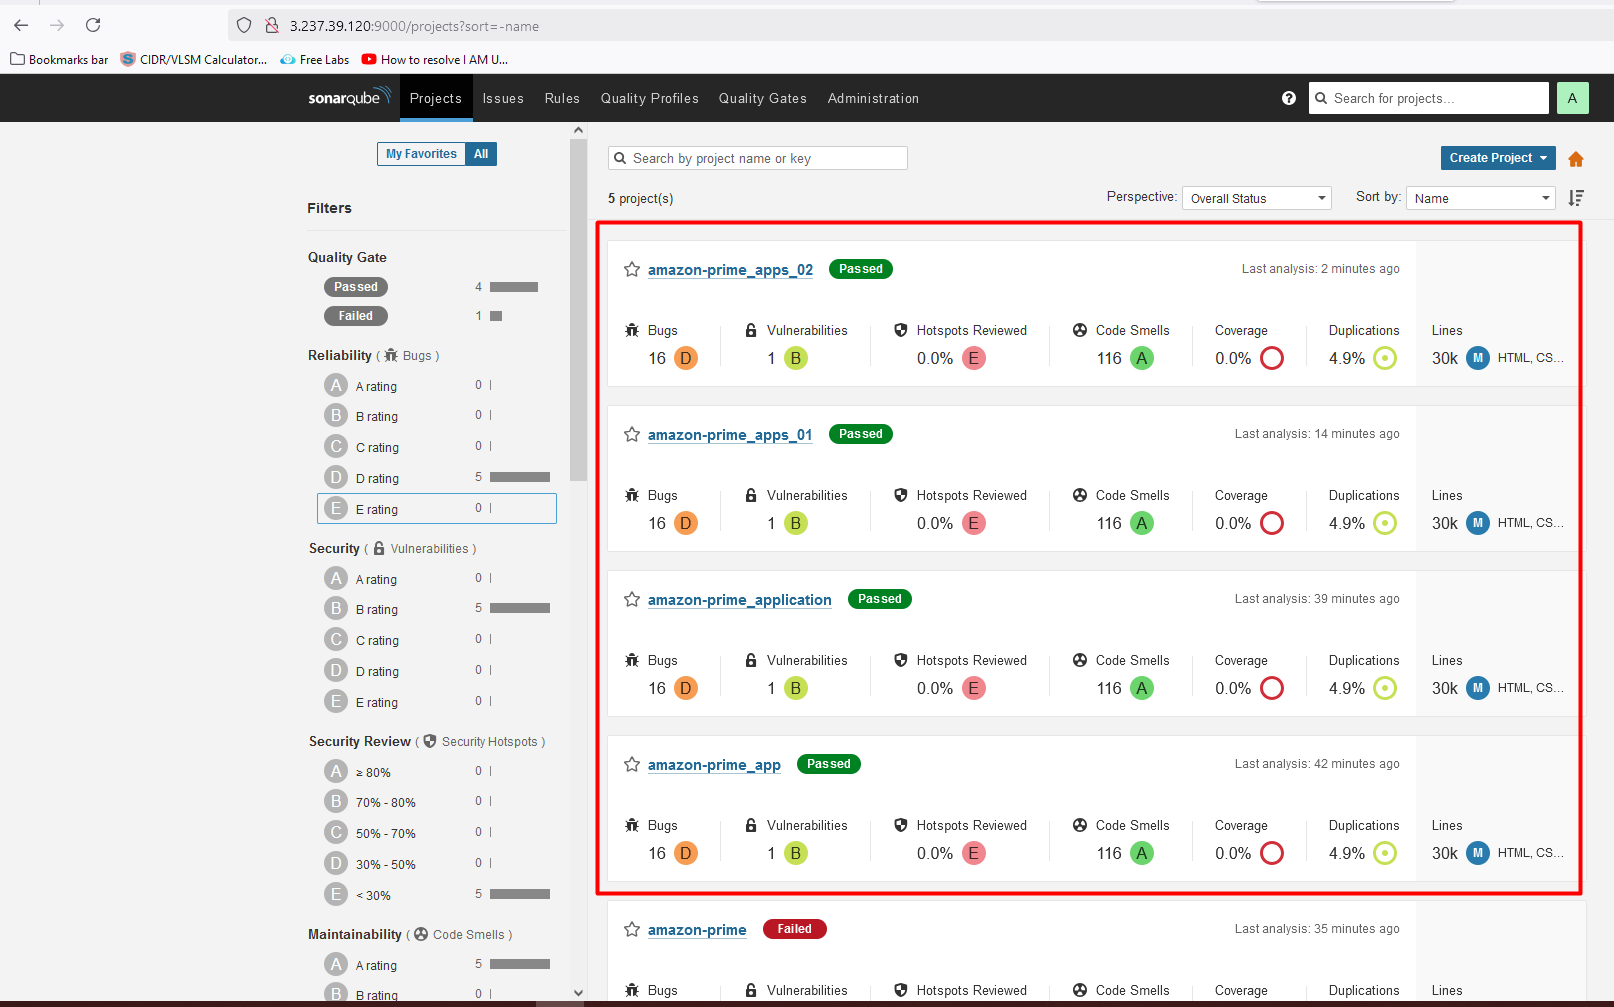 3.237.39.120:9000/projects?sort=-name
Bookmarks bar CIDR/VLSM Calculator... Free Labs How to resolve I AM U...
sonarqube Projects Issues Rules Quality Profiles Quality Gates Administration ? Search for projects... A
My Favorites All
Filters
Quality Gate
Passed 4
Failed 1
Reliability ( Bugs )
A A rating 0
B B rating 0
C C rating 0
D D rating 5
E E rating 0
Security ( Vulnerabilities )
A A rating 0
B B rating 5
C C rating 0
D D rating 0
E E rating 0
Security Review ( Security Hotspots )
A ≥ 80% 0
B 70% - 80% 0
C 50% - 70% 0
D 30% - 50% 0
E < 30% 5
Maintainability ( Code Smells )
A A rating 5
B B rating 0
Search by project name or key Create Project
5 project(s) Perspective: Overall Status Sort by: Name
amazon-prime_apps_02 Passed Last analysis: 2 minutes ago
Bugs Vulnerabilities Hotspots Reviewed Code Smells Coverage Duplications Lines
16 D 1 B 0.0% E 116 A 0.0% 4.9% 30k M HTML, CS...
amazon-prime_apps_01 Passed Last analysis: 14 minutes ago
Bugs Vulnerabilities Hotspots Reviewed Code Smells Coverage Duplications Lines
16 D 1 B 0.0% E 116 A 0.0% 4.9% 30k M HTML, CS...
amazon-prime_application Passed Last analysis: 39 minutes ago
Bugs Vulnerabilities Hotspots Reviewed Code Smells Coverage Duplications Lines
16 D 1 B 0.0% E 116 A 0.0% 4.9% 30k M HTML, CS...
amazon-prime_app Passed Last analysis: 42 minutes ago
Bugs Vulnerabilities Hotspots Reviewed Code Smells Coverage Duplications Lines
16 D 1 B 0.0% E 116 A 0.0% 4.9% 30k M HTML, CS...
amazon-prime Failed Last analysis: 35 minutes ago
Bugs Vulnerabilities Hotspots Reviewed Code Smells Coverage Duplications Lines